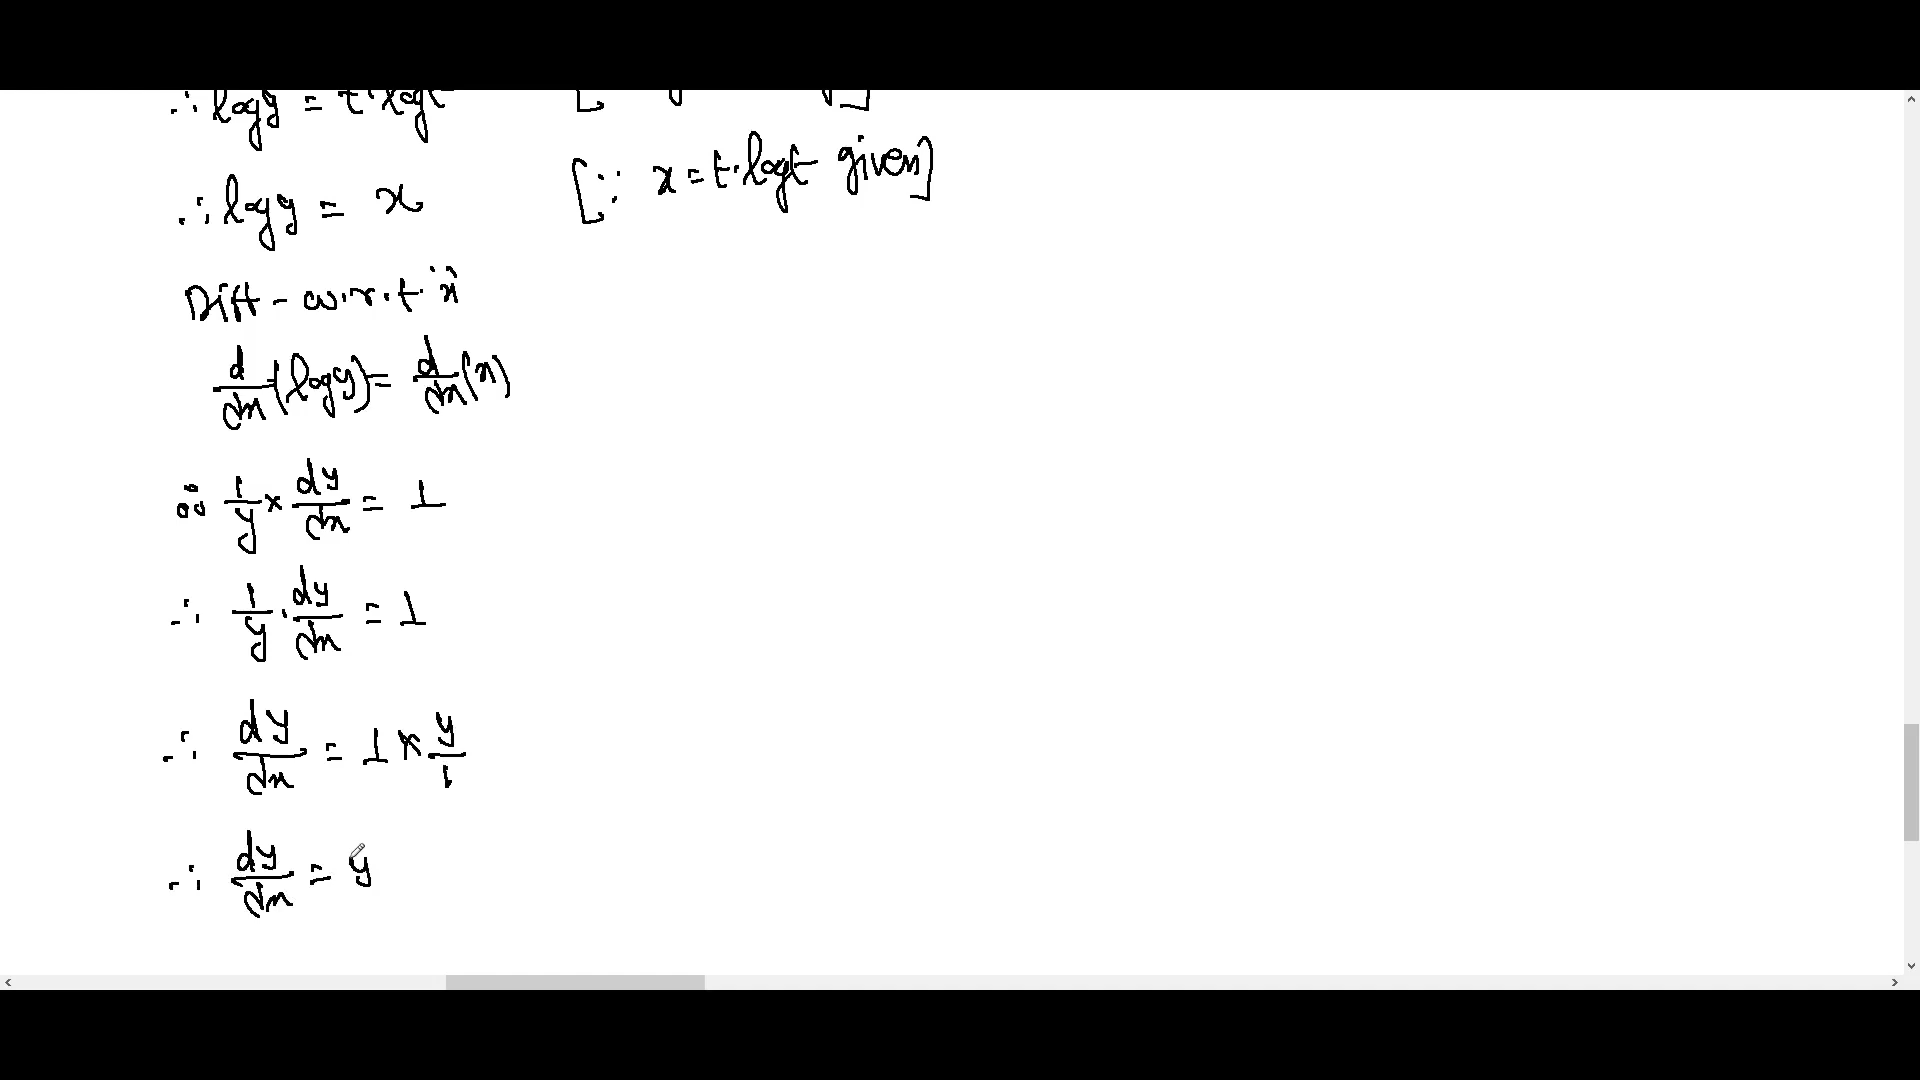 ∴ log y = t · log t
∴ log y = x [∵ x = t · log t given]
Diff - w.r.t. "x"
d/dx (log y) = d/dx (x)
∴ 1/y × dy/dx = 1
∴ 1/y · dy/dx = 1
∴ dy/dx = 1 × y/1
∴ dy/dx = y